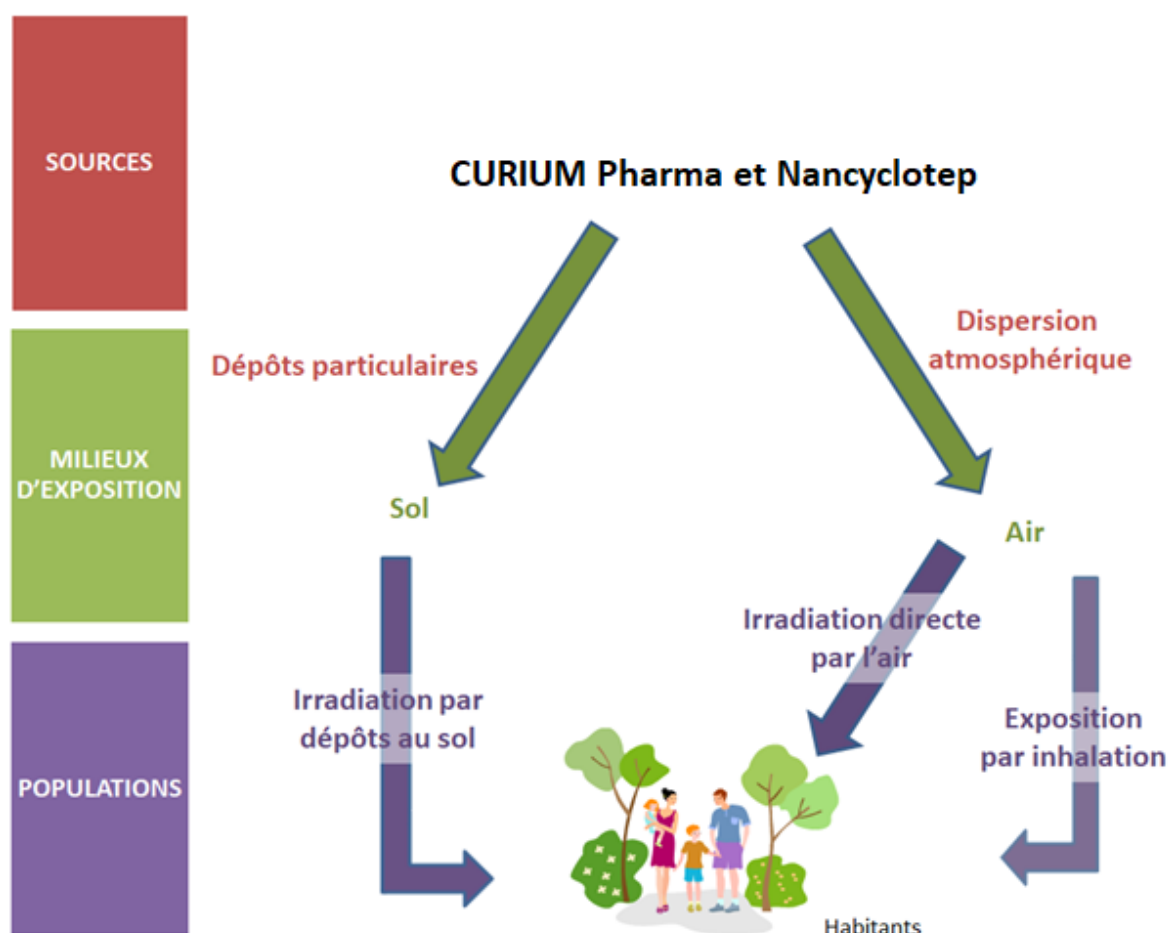 SOURCES
CURIUM Pharma et Nancyclotep
Dépôts particulaires
Dispersion
atmosphérique
MILIEUX
D'EXPOSITION
Sol
Air
Irradiation directe
par l'air
Irradiation par
dépôts au sol
Exposition
par inhalation
POPULATIONS
Habitants